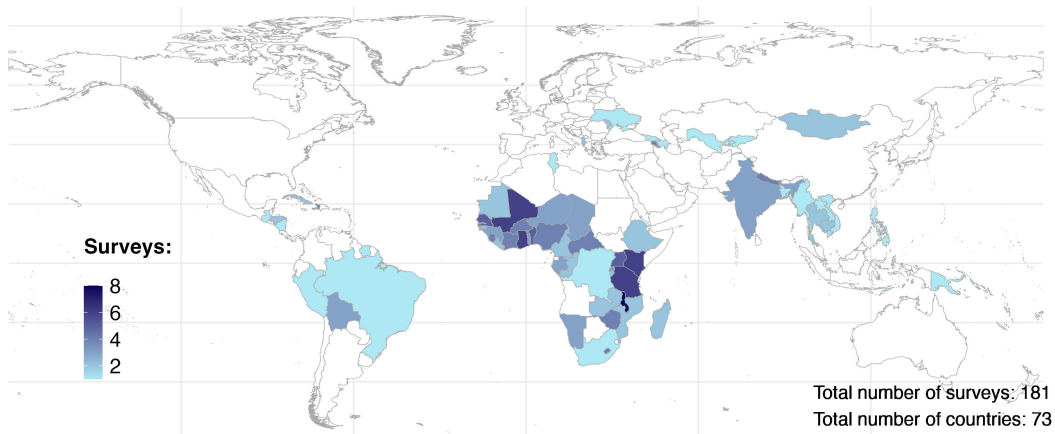 Surveys:
8
6
4
2
Total number of surveys: 181
Total number of countries: 73